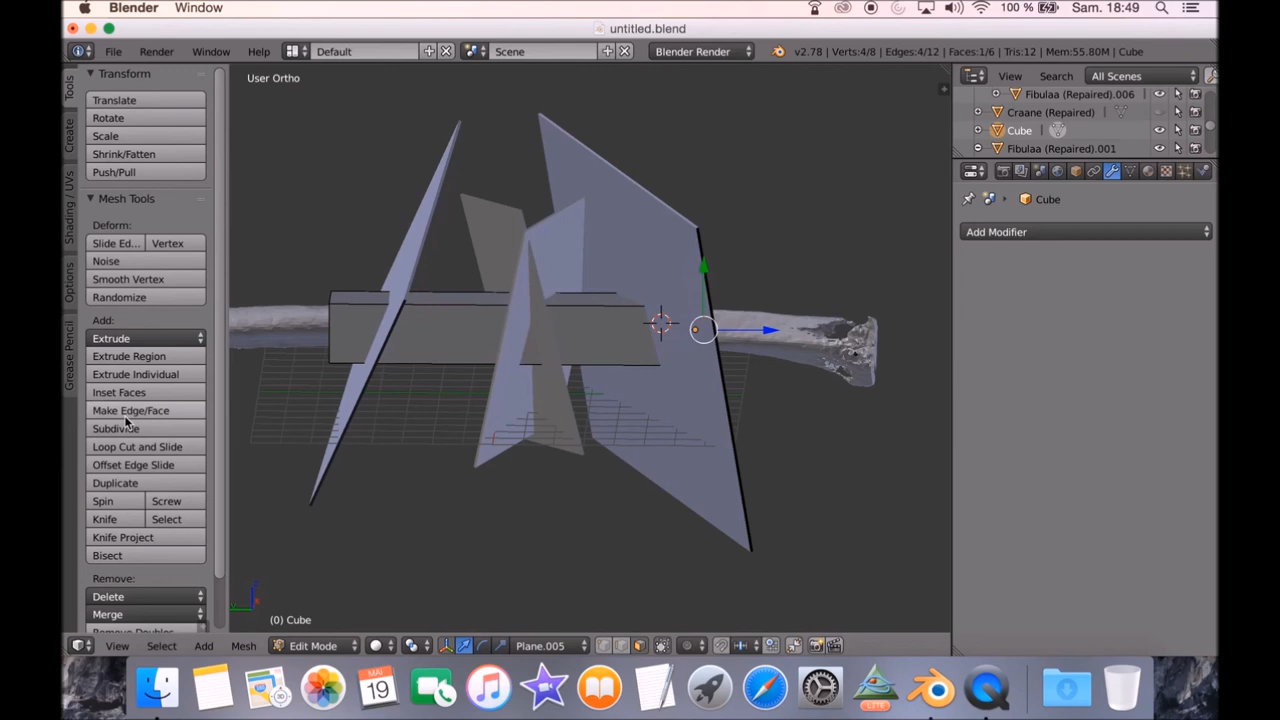 Blender Window 100 % Sam. 18:49
untitled.blend
File Render Window Help Default Scene Blender Render v2.78 | Verts:4/8 | Edges:4/12 | Faces:1/6 | Tris:12 | Mem:55.80M | Cube
Transform
Translate
Rotate
Scale
Shrink/Fatten
Push/Pull
Mesh Tools
Deform:
Slide Ed... Vertex
Noise
Smooth Vertex
Randomize
Add:
Extrude
Extrude Region
Extrude Individual
Inset Faces
Make Edge/Face
Subdivide
Loop Cut and Slide
Offset Edge Slide
Duplicate
Spin Screw
Knife Select
Knife Project
Bisect
Remove:
Delete
Merge
Remove Doubles
Tools
Create
Shading / UVs
Options
Grease Pencil
User Ortho
(0) Cube
View Select Add Mesh Edit Mode Plane.005
View Search All Scenes
Fibulaa (Repaired).006
Craane (Repaired)
Cube
Fibulaa (Repaired).001
Cube
Add Modifier
MAI
19
LITE